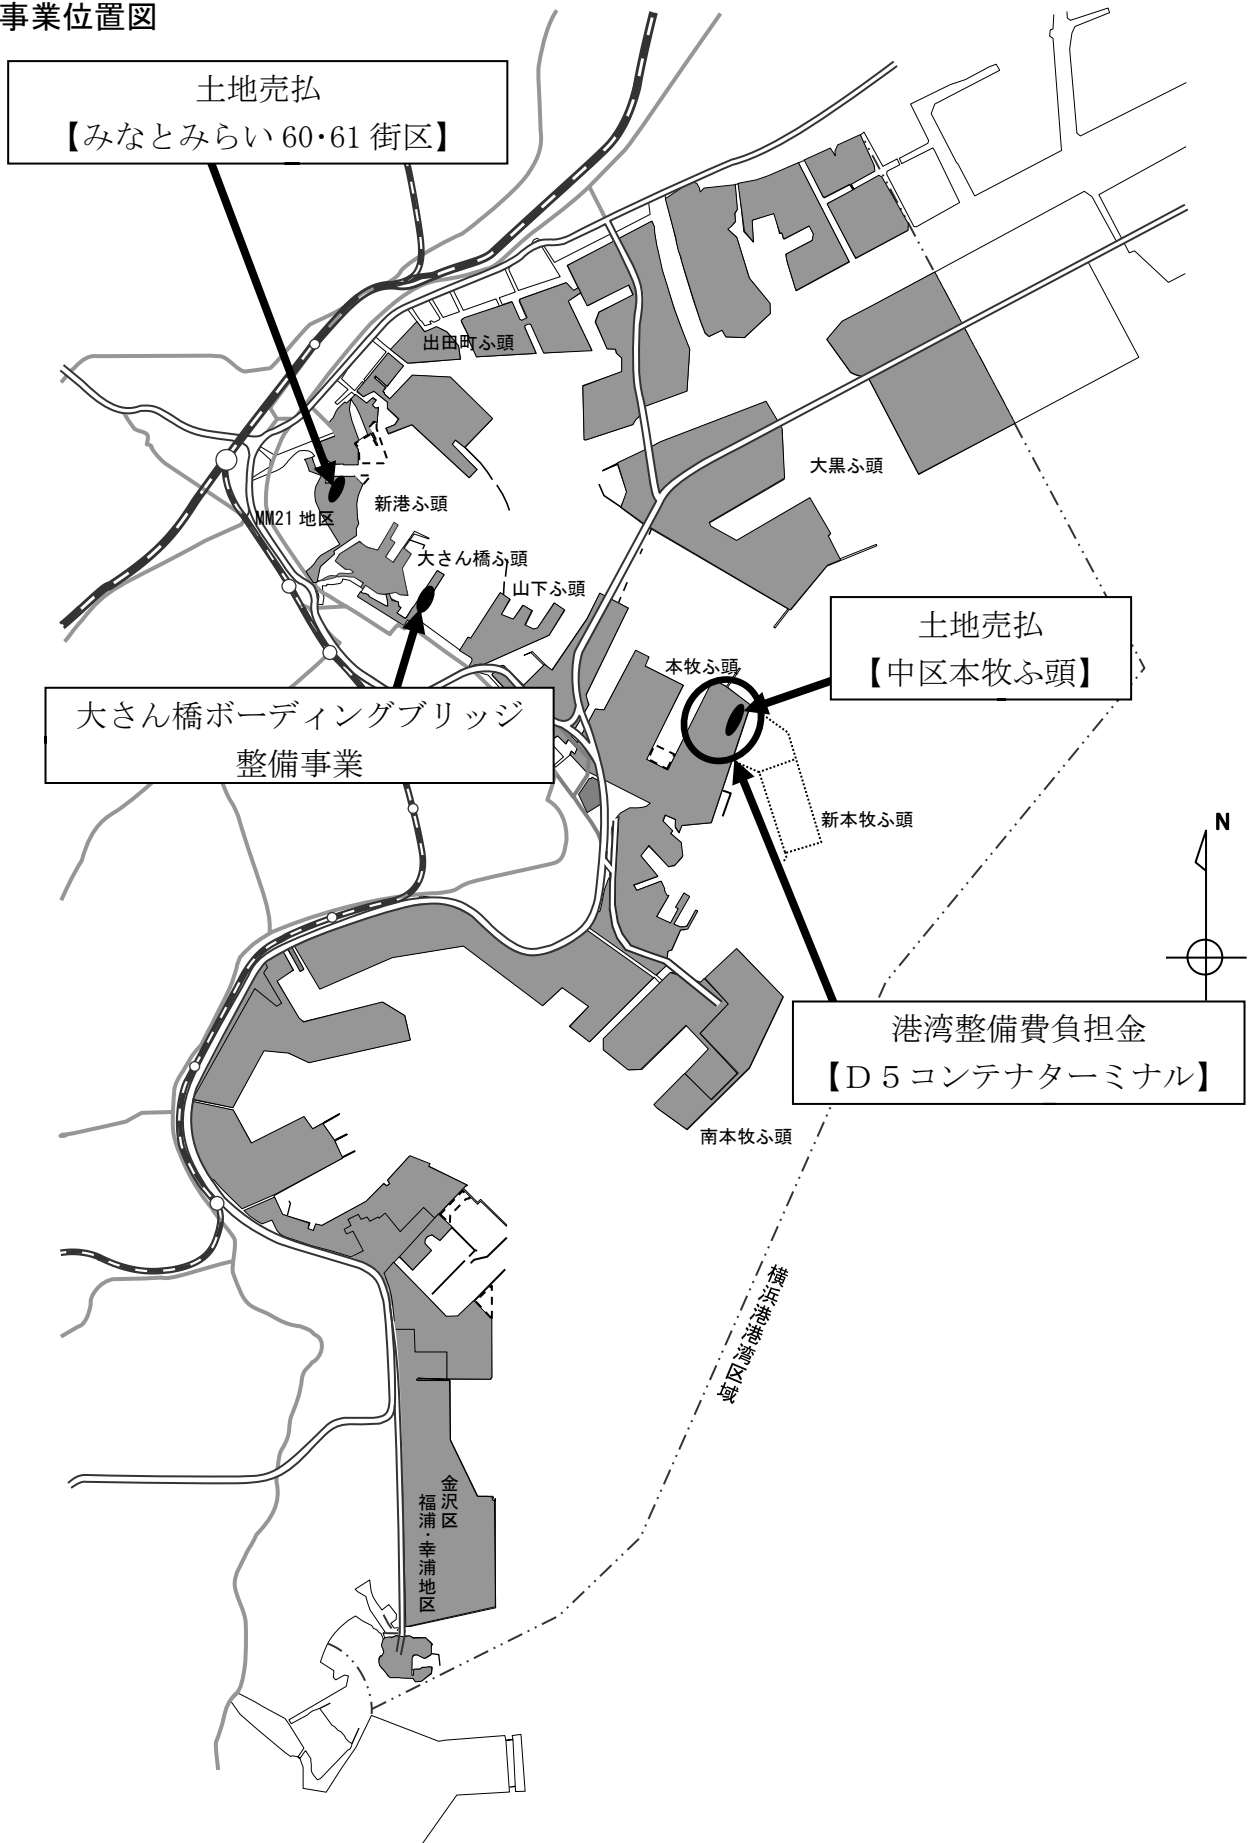 事業位置図
土地売払
【みなとみらい60・61街区】
出田町ふ頭
大黒ふ頭
新港ふ頭
MM21地区
大さん橋ふ頭
山下ふ頭
土地売払
【中区本牧ふ頭】
本牧ふ頭
大さん橋ボーディングブリッジ
整備事業
新本牧ふ頭
N
港湾整備費負担金
【D5コンテナターミナル】
南本牧ふ頭
横浜港港湾区域
金沢区
福浦・幸浦地区